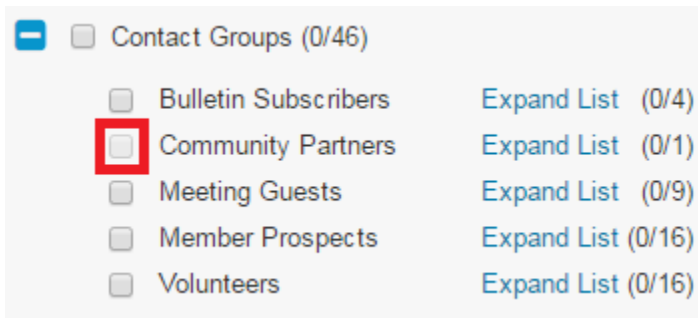 Contact Groups (0/46)
Bulletin Subscribers Expand List (0/4)
Community Partners Expand List (0/1)
Meeting Guests Expand List (0/9)
Member Prospects Expand List (0/16)
Volunteers Expand List (0/16)